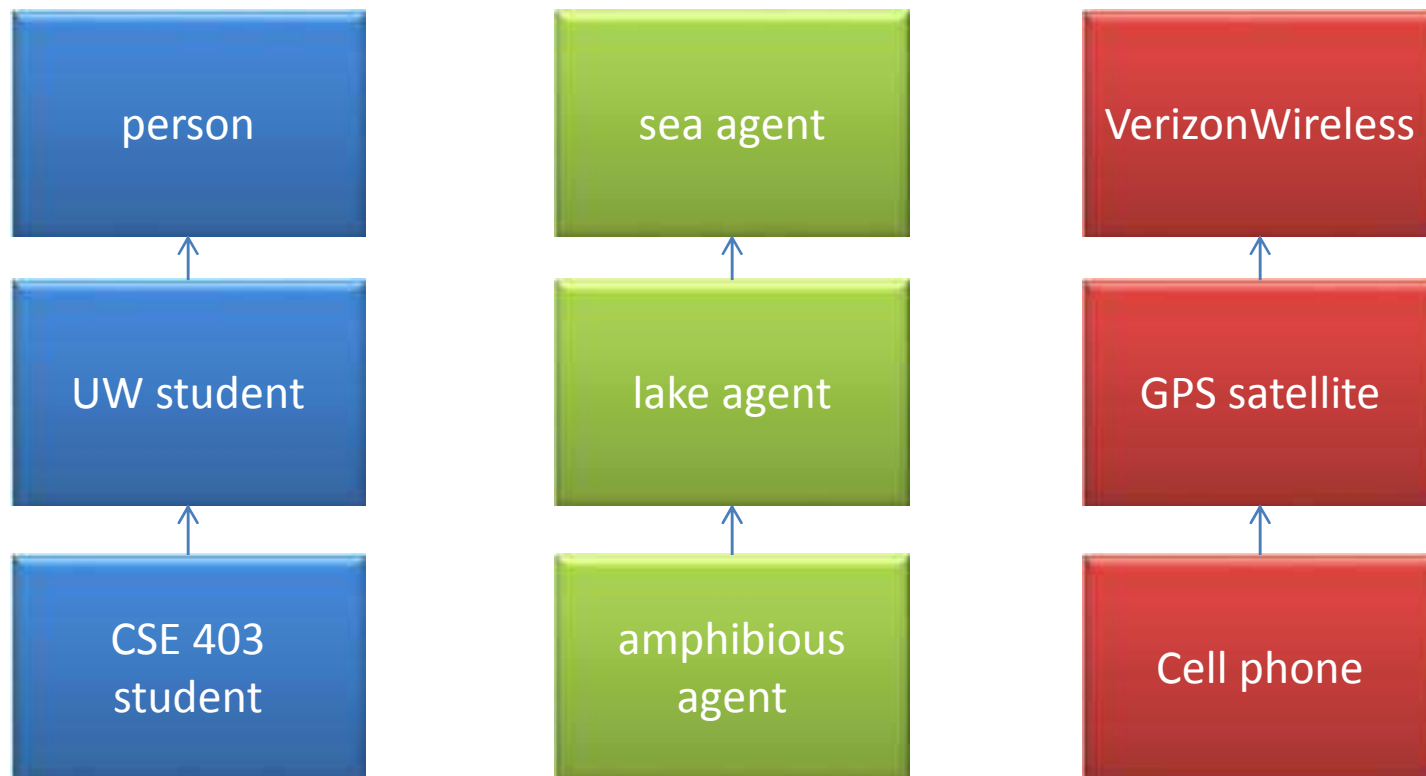 person
sea agent
VerizonWireless
UW student
lake agent
GPS satellite
CSE 403
student
amphibious
agent
Cell phone